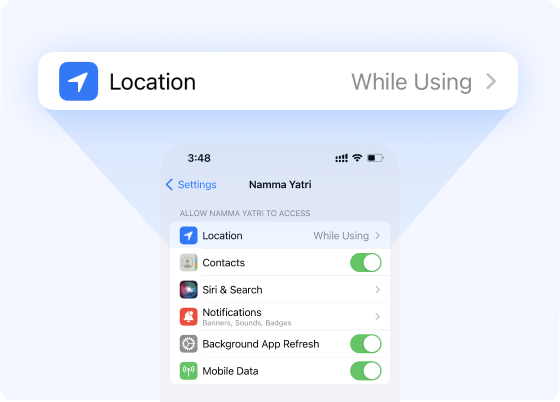 Location While Using
3:48
Settings Namma Yatri
ALLOW NAMMA YATRI TO ACCESS
Location While Using
Contacts
Siri & Search
Notifications
Banners, Sounds, Badges
Background App Refresh
Mobile Data